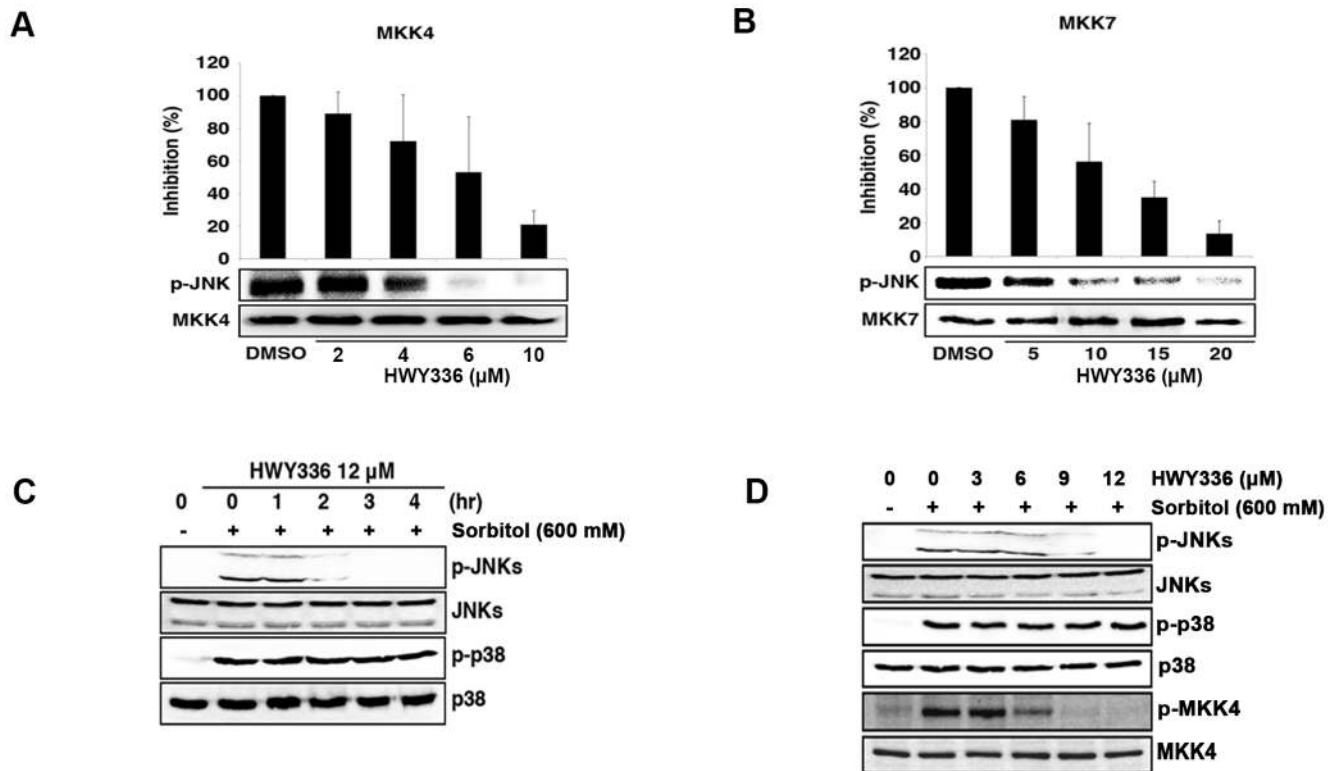 A
MKK4
120
100
80
60
40
20
0
Inhibition (%)
p-JNK
MKK4
DMSO 2 4 6 10
HWY336 (µM)
B
MKK7
120
100
80
60
40
20
0
Inhibition (%)
p-JNK
MKK7
DMSO 5 10 15 20
HWY336 (µM)
C
HWY336 12 µM
0 0 1 2 3 4 (hr)
- + + + + + Sorbitol (600 mM)
p-JNKs
JNKs
p-p38
p38
D
0 0 3 6 9 12 HWY336 (µM)
- + + + + + Sorbitol (600 mM)
p-JNKs
JNKs
p-p38
p38
p-MKK4
MKK4